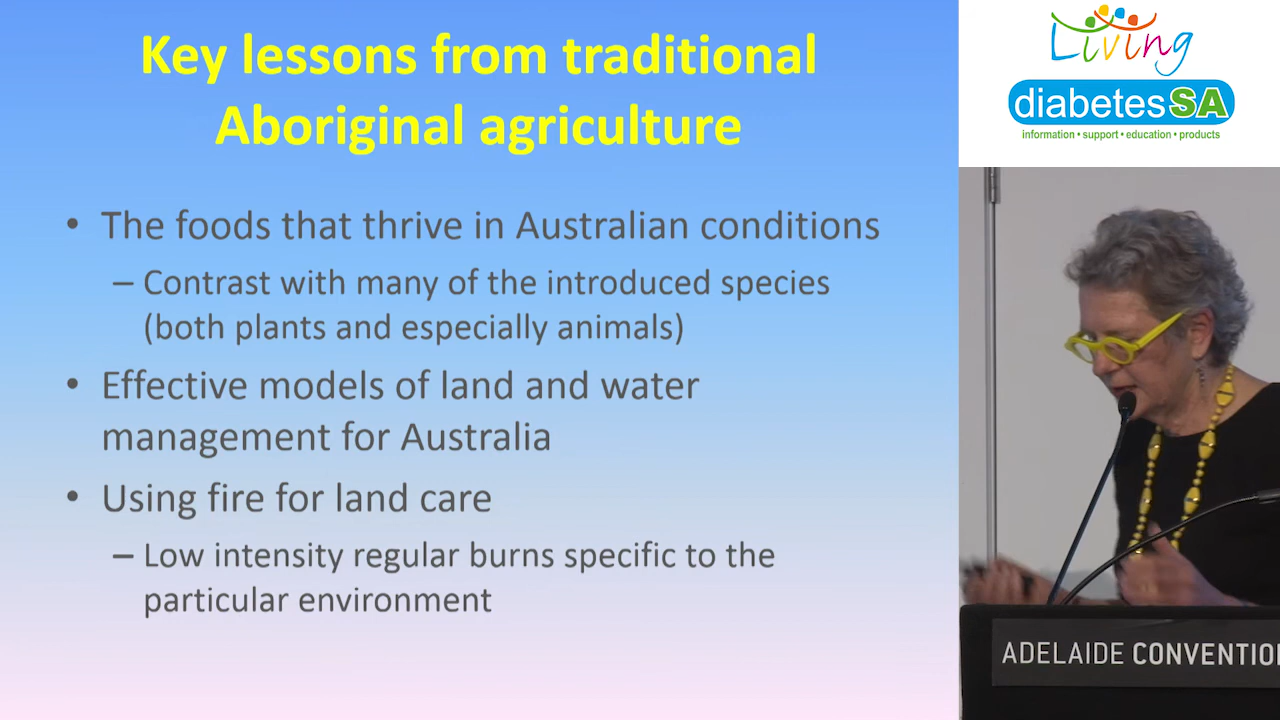 Key lessons from traditional
Aboriginal agriculture
• The foods that thrive in Australian conditions
– Contrast with many of the introduced species
(both plants and especially animals)
• Effective models of land and water
management for Australia
• Using fire for land care
– Low intensity regular burns specific to the
particular environment
Living
diabetesSA
information • support • education • products
ADELAIDE CONVENTIO